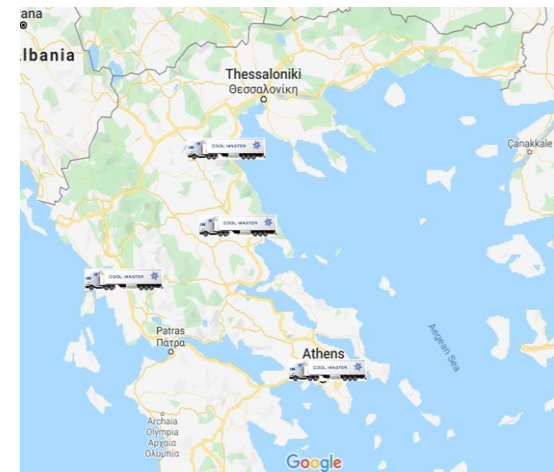 ana
lbania
Thessaloniki
Θεσσαλονίκη
Çanakkale
COOL MASTER
COOL MASTER
COOL MASTER
Patras
Πάτρα
Aegean Sea
Athens
COOL MASTER
Archaia
Olympia
Αρχαία
Ολυμπία
Google